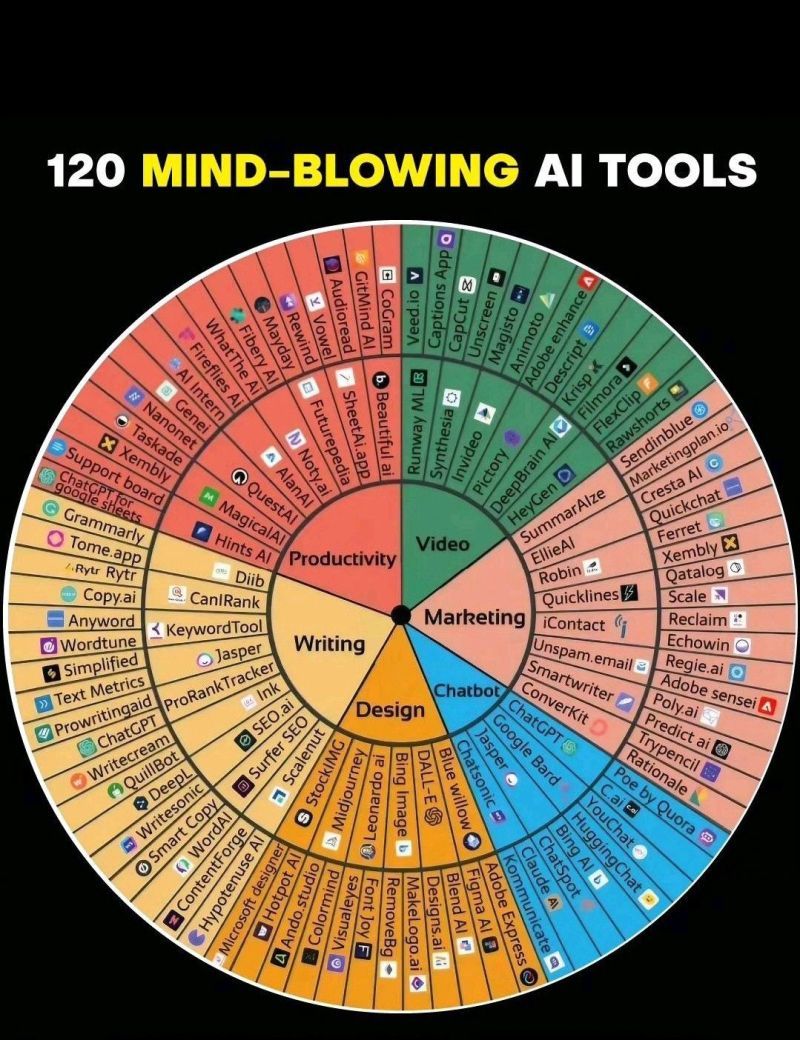 120 MIND-BLOWING AI TOOLS
Productivity
Video
Marketing
Chatbot
Design
Writing
Runway ML
Synthesia
Invideo
Pictory
DeepBrain AI
HeyGen
Veed.io
Captions App
CapCut
Unscreen
Magisto
Animoto
Adobe enhance
Descript
Krisp
Filmora
FlexClip
Rawshorts
SummarAIze
EllieAI
Robin
Quicklines
iContact
Unspam.email
Smartwriter
ConverKit
Sendinblue
Marketingplan.io
Cresta AI
Quickchat
Ferret
Xembly
Qatalog
Scale
Reclaim
Echowin
Regie.ai
Adobe sensei
Poly.ai
Predict ai
Trypencil
Rationale
ChatGPT
Google Bard
Jasper
Chatsonic
Poe by Quora
Cal
YouChat
HuggingChat
Bing AI
ChatSpot
Claude
Kommunicate
Blue willow
DALL-E
Bing Image
Leonardo ai
Midjourney
StockIMG
Adobe Express
Figma AI
Blend AI
Designs.ai
MakeLogo.ai
RemoveBg
Font Joy
Visualeyes
Colormind
Ando.studio
Hotpot AI
Microsoft designer
Scalenut
Surfer SEO
SEO.ai
Ink
ProRankTracker
Jasper
KeywordTool
CanIRank
Diib
Hypotenuse AI
ContentForge
WordAI
Smart Copy
Writesonic
DeepL
QuillBot
Writecream
ChatGPT
Prowritingaid
Text Metrics
Simplified
Wordtune
Anyword
Copy.ai
Rytr Rytr
Tome.app
Grammarly
Hints AI
MagicalAI
QuestAI
AlanAI
Noty.ai
Futurepedia
SheetAi.app
Beautiful ai
ChatGPT for
google sheets
Support board
Xembly
Taskade
Nanonet
Genei
AI Intern
Fireflies Ai
WhatThe Ai
Fibery AI
Mayday
Rewind
Vowel
Audioread
GitMind AI
CoGram